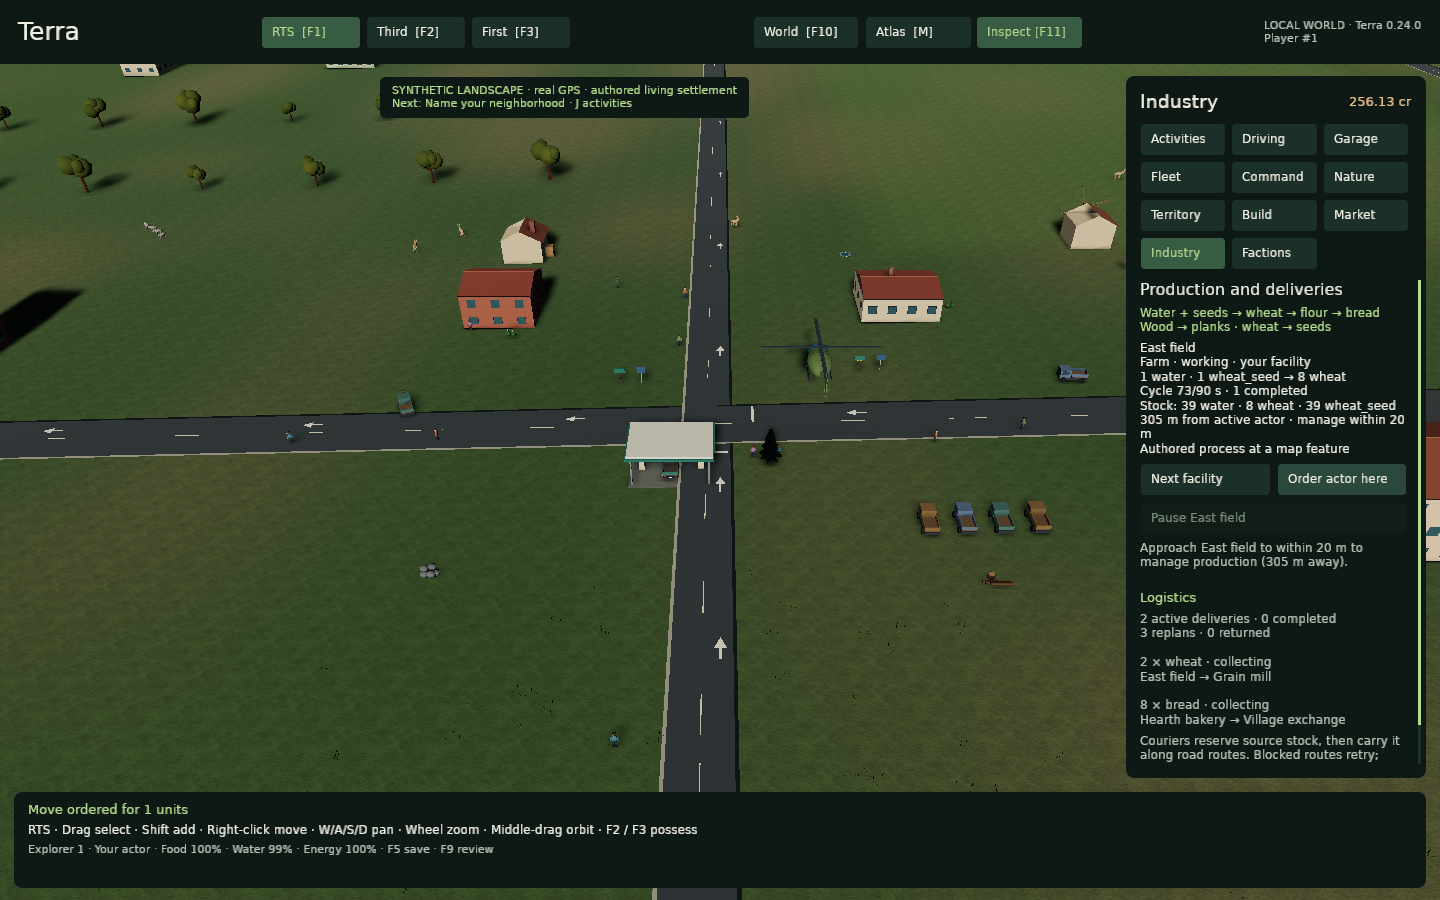 Terra
RTS [F1]
Third [F2]
First [F3]
World [F10]
Atlas [M]
Inspect [F11]
LOCAL WORLD · Terra 0.24.0
Player #1
SYNTHETIC LANDSCAPE · real GPS · authored living settlement
Next: Name your neighborhood · J activities
Industry
256.13 cr
Activities
Driving
Garage
Fleet
Command
Nature
Territory
Build
Market
Industry
Factions
Production and deliveries
Water + seeds → wheat → flour → bread
Wood → planks · wheat → seeds
East field
Farm · working · your facility
1 water · 1 wheat_seed → 8 wheat
Cycle 73/90 s · 1 completed
Stock: 39 water · 8 wheat · 39 wheat_seed
305 m from active actor · manage within 20
m
Authored process at a map feature
Next facility
Order actor here
Pause East field
Approach East field to within 20 m to
manage production (305 m away).
Logistics
2 active deliveries · 0 completed
3 replans · 0 returned
2 × wheat · collecting
East field → Grain mill
8 × bread · collecting
Hearth bakery → Village exchange
Couriers reserve source stock, then carry it
along road routes. Blocked routes retry;
Move ordered for 1 units
RTS · Drag select · Shift add · Right-click move · W/A/S/D pan · Wheel zoom · Middle-drag orbit · F2 / F3 possess
Explorer 1 · Your actor · Food 100% · Water 99% · Energy 100% · F5 save · F9 review